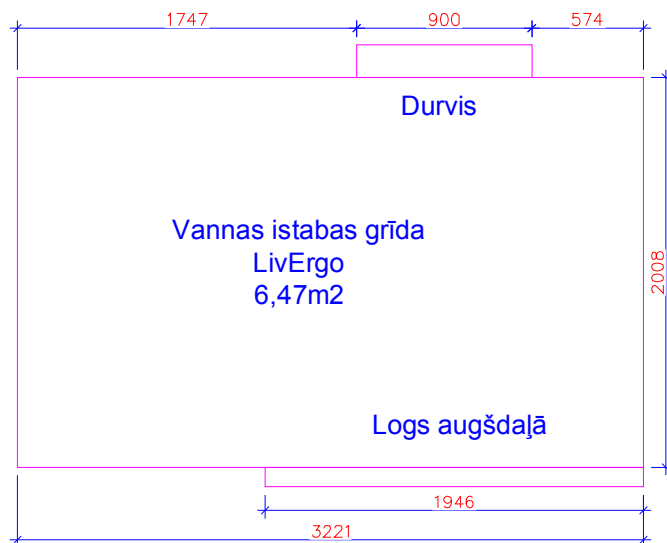 1747
900
574
Durvis
Vannas istabas grīda
LivErgo
6,47m2
2008
Logs augšdaļā
1946
3221